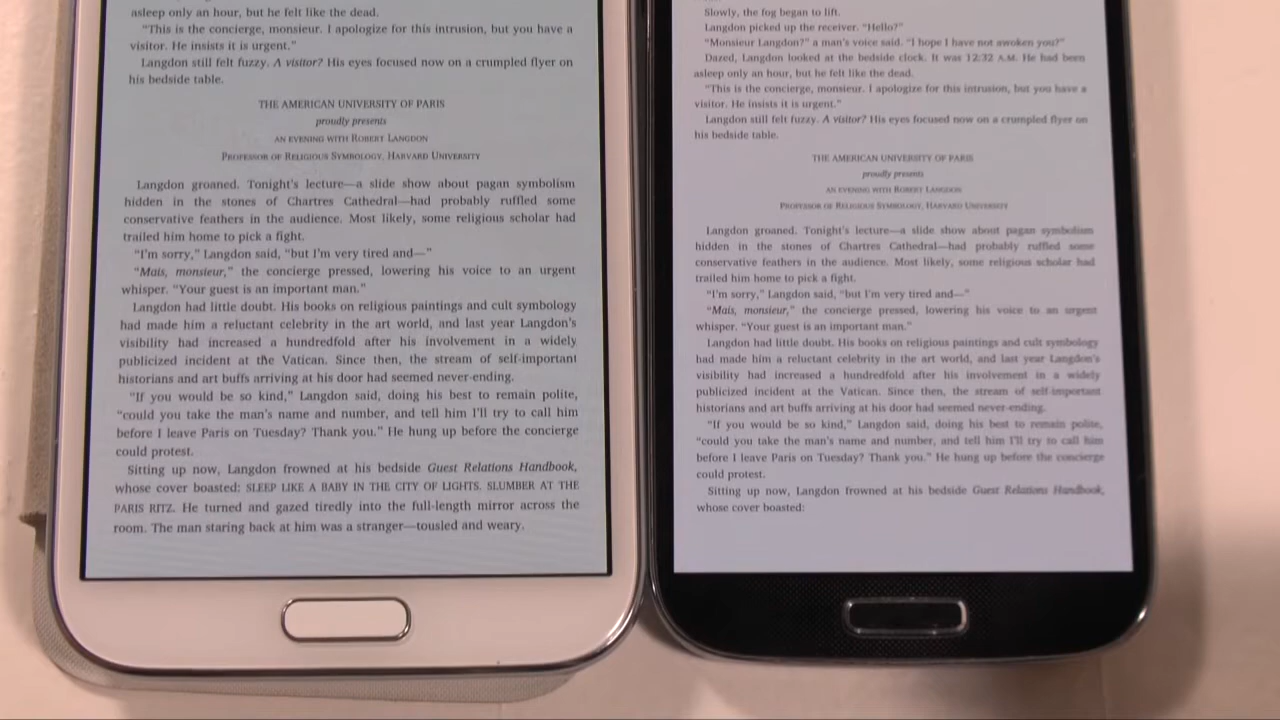 asleep only an hour, but he felt like the dead.
"This is the concierge, monsieur. I apologize for this intrusion, but you have a
visitor. He insists it is urgent."
Langdon still felt fuzzy. A visitor? His eyes focused now on a crumpled flyer on
his bedside table.
THE AMERICAN UNIVERSITY OF PARIS
proudly presents
AN EVENING WITH ROBERT LANGDON
PROFESSOR OF RELIGIOUS SYMBOLOGY, HARVARD UNIVERSITY
Langdon groaned. Tonight's lecture—a slide show about pagan symbolism
hidden in the stones of Chartres Cathedral—had probably ruffled some
conservative feathers in the audience. Most likely, some religious scholar had
trailed him home to pick a fight.
"I'm sorry," Langdon said, "but I'm very tired and—"
"Mais, monsieur," the concierge pressed, lowering his voice to an urgent
whisper. "Your guest is an important man."
Langdon had little doubt. His books on religious paintings and cult symbology
had made him a reluctant celebrity in the art world, and last year Langdon's
visibility had increased a hundredfold after his involvement in a widely
publicized incident at the Vatican. Since then, the stream of self-important
historians and art buffs arriving at his door had seemed never-ending.
"If you would be so kind," Langdon said, doing his best to remain polite,
"could you take the man's name and number, and tell him I'll try to call him
before I leave Paris on Tuesday? Thank you." He hung up before the concierge
could protest.
Sitting up now, Langdon frowned at his bedside Guest Relations Handbook,
whose cover boasted: SLEEP LIKE A BABY IN THE CITY OF LIGHTS. SLUMBER AT THE
PARIS RITZ. He turned and gazed tiredly into the full-length mirror across the
room. The man staring back at him was a stranger—tousled and weary.
Slowly, the fog began to lift.
Langdon picked up the receiver. "Hello?"
"Monsieur Langdon?" a man's voice said. "I hope I have not awoken you?"
Dazed, Langdon looked at the bedside clock. It was 12:32 A.M. He had been
asleep only an hour, but he felt like the dead.
"This is the concierge, monsieur. I apologize for this intrusion, but you have a
visitor. He insists it is urgent."
Langdon still felt fuzzy. A visitor? His eyes focused now on a crumpled flyer on
his bedside table.
THE AMERICAN UNIVERSITY OF PARIS
proudly presents
AN EVENING WITH ROBERT LANGDON
PROFESSOR OF RELIGIOUS SYMBOLOGY, HARVARD UNIVERSITY
Langdon groaned. Tonight's lecture—a slide show about pagan symbolism
hidden in the stones of Chartres Cathedral—had probably ruffled some
conservative feathers in the audience. Most likely, some religious scholar had
trailed him home to pick a fight.
"I'm sorry," Langdon said, "but I'm very tired and—"
"Mais, monsieur," the concierge pressed, lowering his voice to an urgent
whisper. "Your guest is an important man."
Langdon had little doubt. His books on religious paintings and cult symbology
had made him a reluctant celebrity in the art world, and last year Langdon's
visibility had increased a hundredfold after his involvement in a widely
publicized incident at the Vatican. Since then, the stream of self-important
historians and art buffs arriving at his door had seemed never-ending.
"If you would be so kind," Langdon said, doing his best to remain polite,
"could you take the man's name and number, and tell him I'll try to call him
before I leave Paris on Tuesday? Thank you." He hung up before the concierge
could protest.
Sitting up now, Langdon frowned at his bedside Guest Relations Handbook,
whose cover boasted: